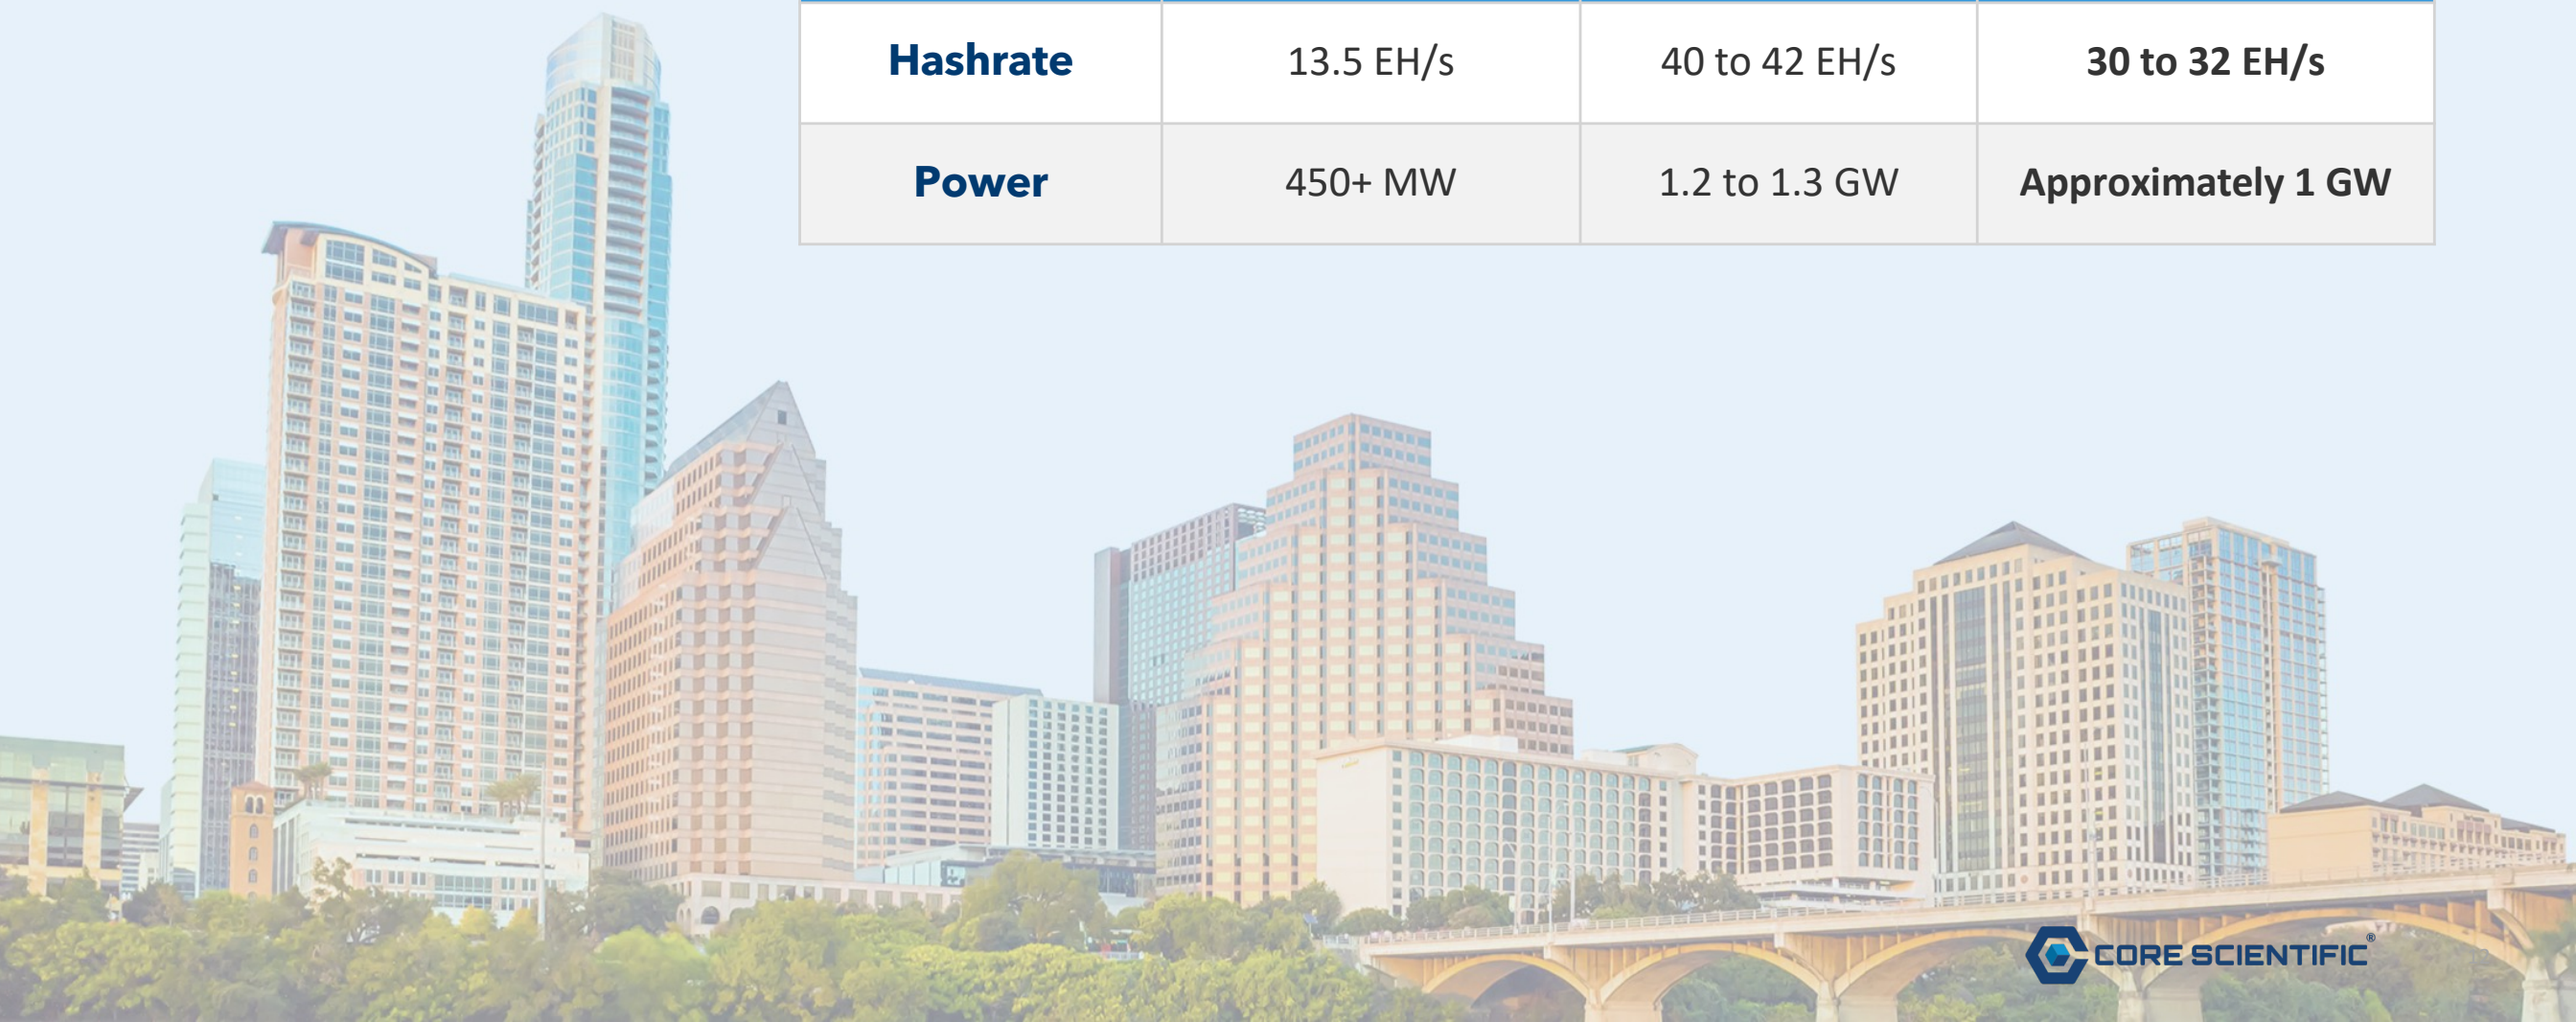 Hashrate 13.5 EH/s 40 to 42 EH/s 30 to 32 EH/s
Power 450+ MW 1.2 to 1.3 GW Approximately 1 GW
CORE SCIENTIFIC®